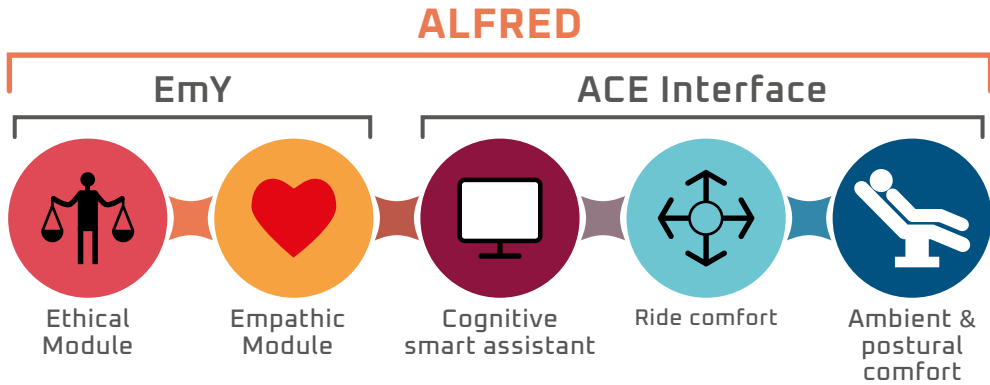 ALFRED
EmY
ACE Interface
Ethical
Module
Empathic
Module
Cognitive
smart assistant
Ride comfort
Ambient &
postural
comfort